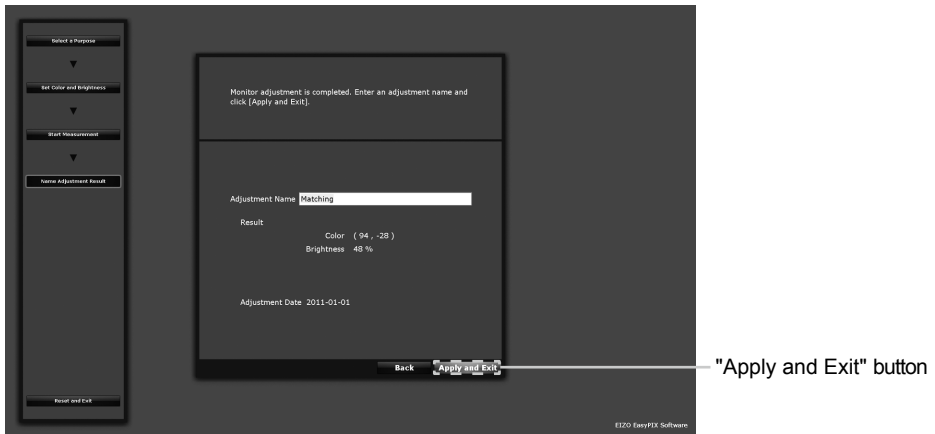 Select a Purpose
Set Color and Brightness
Start Measurement
Name Adjustment Result
Reset and Exit
Monitor adjustment is completed. Enter an adjustment name and
click [Apply and Exit].
Adjustment Name Matching
Result
Color ( 94 , -28 )
Brightness 48 %
Adjustment Date 2011-01-01
Back Apply and Exit
"Apply and Exit" button
EIZO EasyPIX Software